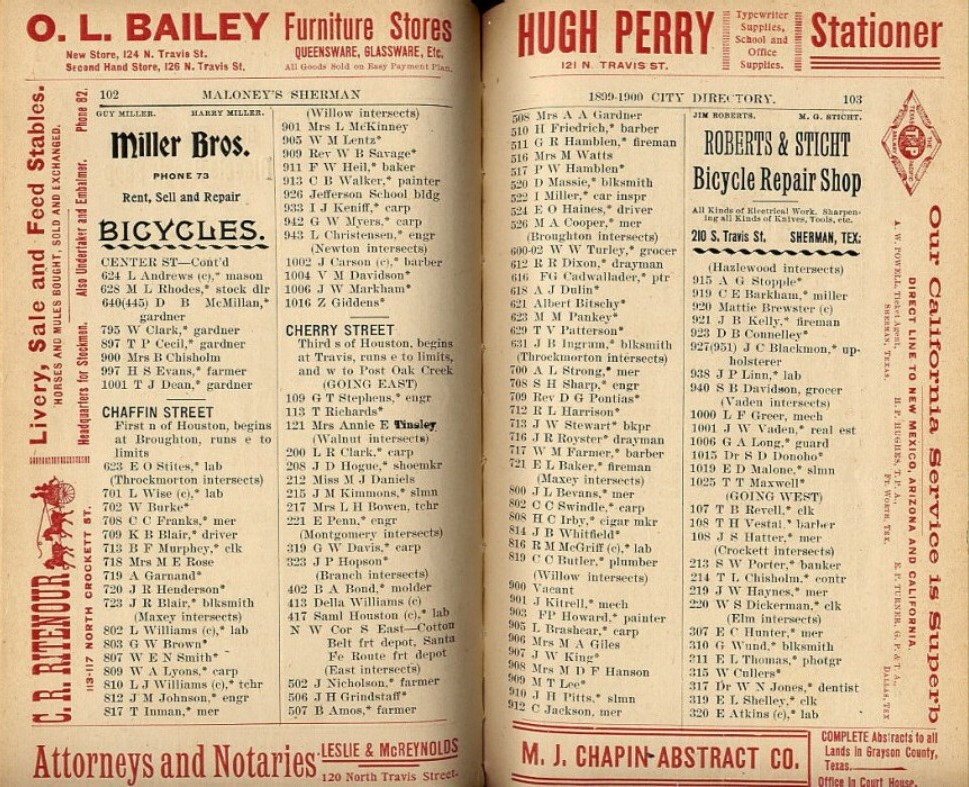 O. L. BAILEY Furniture Stores
New Store, 124 N. Travis St. QUEENSWARE, GLASSWARE, Etc.
Second Hand Store, 126 N. Travis St. All Goods Sold on Easy Payment Plan.
102 MALONEY'S SHERMAN
GUY MILLER. HARRY MILLER.
Miller Bros.
PHONE 73
Rent, Sell and Repair
BICYCLES.
CENTER ST—Cont'd
624 L Andrews (c),* mason
628 M L Rhodes,* stock dlr
640(445) D B McMillan,*
gardner
795 W Clark,* gardner
897 T P Cecil,* gardner
900 Mrs B Chisholm
997 H S Evans,* farmer
1001 T J Dean,* gardner
CHAFFIN STREET
First n of Houston, begins
at Broughton, runs e to
limits
623 E O Stites,* lab
(Throckmorton intersects)
701 L Wise (c),* lab
702 W Burke*
708 C C Franks,* mer
709 K B Blair,* driver
713 B F Murphey,* clk
718 Mrs M E Rose
719 A Garnand*
720 J R Henderson*
723 J R Blair,* blksmith
(Maxey intersects)
802 L Williams (c),* lab
803 G W Brown*
807 W E N Smith*
809 W A Lyons,* carp
810 L J Williams (c),* tchr
812 J M Johnson,* engr
817 T Inman,* mer
(Willow intersects)
901 Mrs L McKinney
905 W M Lentz*
909 Rev W B Savage*
911 F W Heil,* baker
913 C B Walker,* painter
926 Jefferson School bldg
933 I J Keniff,* carp
942 G W Myers,* carp
943 L Christensen,* engr
(Newton intersects)
1002 J Carson (c),* barber
1004 V M Davidson*
1006 J W Markham*
1016 Z Giddens*
CHERRY STREET
Third s of Houston, begins
at Travis, runs e to limits,
and w to Post Oak Creek
(GOING EAST)
109 G T Stephens,* engr
113 T Richards*
121 Mrs Annie E Tinsley
(Walnut intersects)
200 L R Clark,* carp
208 J D Hogue,* shoemkr
212 Miss M J Daniels
215 J M Kimmons,* slmn
217 Mrs L H Bowen, tchr
221 E Penn,* engr
(Montgomery intersects)
319 G W Davis,* carp
323 J P Hopson*
(Branch intersects)
402 B A Bond,* molder
413 Della Williams (c)
417 Saml Houston (c),* lab
N W Cor S East—Cotton
Belt frt depot, Santa
Fe Route frt depot
(East intersects)
502 J Nicholson,* farmer
506 J H Grindstaff*
507 B Amos,* farmer
Livery, Sale and Feed Stables.
HORSES AND MULES BOUGHT, SOLD AND EXCHANGED.
Headquarters for Stockmen. Also Undertaker and Embalmer. Phone 82.
C. R. RITENOUR
113-117 NORTH CROCKETT ST.
Attorneys and Notaries LESLIE & McREYNOLDS
120 North Travis Street.
HUGH PERRY Typewriter Supplies, School and Office Supplies. Stationer
121 N. TRAVIS ST.
1899-1900 CITY DIRECTORY. 103
508 Mrs A A Gardner
510 H Friedrich,* barber
511 G R Hamblen,* fireman
516 Mrs M Watts
517 P W Hamblen*
520 D Massie,* blksmith
522 I Miller,* car inspr
524 E O Haines,* driver
526 M A Cooper,* mer
(Broughton intersects)
600-02 W W Turley,* grocer
612 R R Dixon,* drayman
616 FG Cadwallader,* ptr
618 A J Dulin*
621 Albert Bitschy*
623 M M Pankey*
629 T V Patterson*
631 J B Ingram,* blksmith
(Throckmorton intersects)
700 A L Strong,* mer
708 S H Sharp,* engr
709 Rev D G Pontias*
712 R L Harrison*
713 J W Stewart* bkpr
716 J R Royster* drayman
717 W M Farmer,* barber
721 E L Baker,* fireman
(Maxey intersects)
800 J L Bevans,* mer
802 C C Swindle,* carp
808 H C Irby,* cigar mkr
814 J B Whitfield*
816 R M McGriff (c),* lab
819 C C Butler,* plumber
(Willow intersects)
900 Vacant
901 J Kitrell,* mech
903 FP Howard,* painter
905 L Brashear,* carp
906 Mrs M A Giles
907 J W King*
908 Mrs M D F Hanson
909 M T Lee*
910 J H Pitts,* slmn
912 C Jackson, mer
JIM ROBERTS. M. G. STICHT.
ROBERTS & STICHT
Bicycle Repair Shop
All Kinds of Electrical Work. Sharpen-
ing all Kinds of Knives, Tools, etc.
210 S. Travis St. SHERMAN, TEX.
(Hazlewood intersects)
915 A G Stopple*
919 C E Barkham,* miller
920 Mattie Brewster (c)
921 J B Kelly,* fireman
923 D B Connelley*
927(951) J C Blackmon,* up-
holsterer
938 J P Linn,* lab
940 S B Davidson, grocer
(Vaden intersects)
1000 L F Greer, mech
1001 J W Vaden,* real est
1006 G A Long,* guard
1015 Dr S D Donoho*
1019 E D Malone,* slmn
1025 T T Maxwell*
(GOING WEST)
107 T B Revell,* clk
108 T H Vestal,* barber
108 J S Hatter,* mer
(Crockett intersects)
213 S W Porter,* banker
214 T L Chisholm,* contr
219 J W Haynes,* mer
220 W S Dickerman,* clk
(Elm intersects)
307 E C Hunter,* mer
310 G Wund,* blksmith
311 E L Thomas,* photgr
315 W Cullers*
317 Dr W N Jones,* dentist
319 E L Shelley,* clk
320 E Atkins (c),* lab
Our California Service is Superb
DIRECT LINE TO NEW MEXICO, ARIZONA AND CALIFORNIA.
A. W. POWELL, Ticket Agent, SHERMAN, TEXAS. H. P. HUGHES, T. P. A., FT. WORTH, TEX. E. P. TURNER, G. P. & T. A., DALLAS, TEX
M. J. CHAPIN ABSTRACT CO. COMPLETE Abstracts to all
Lands in Grayson County,
Texas.
Office in Court House.